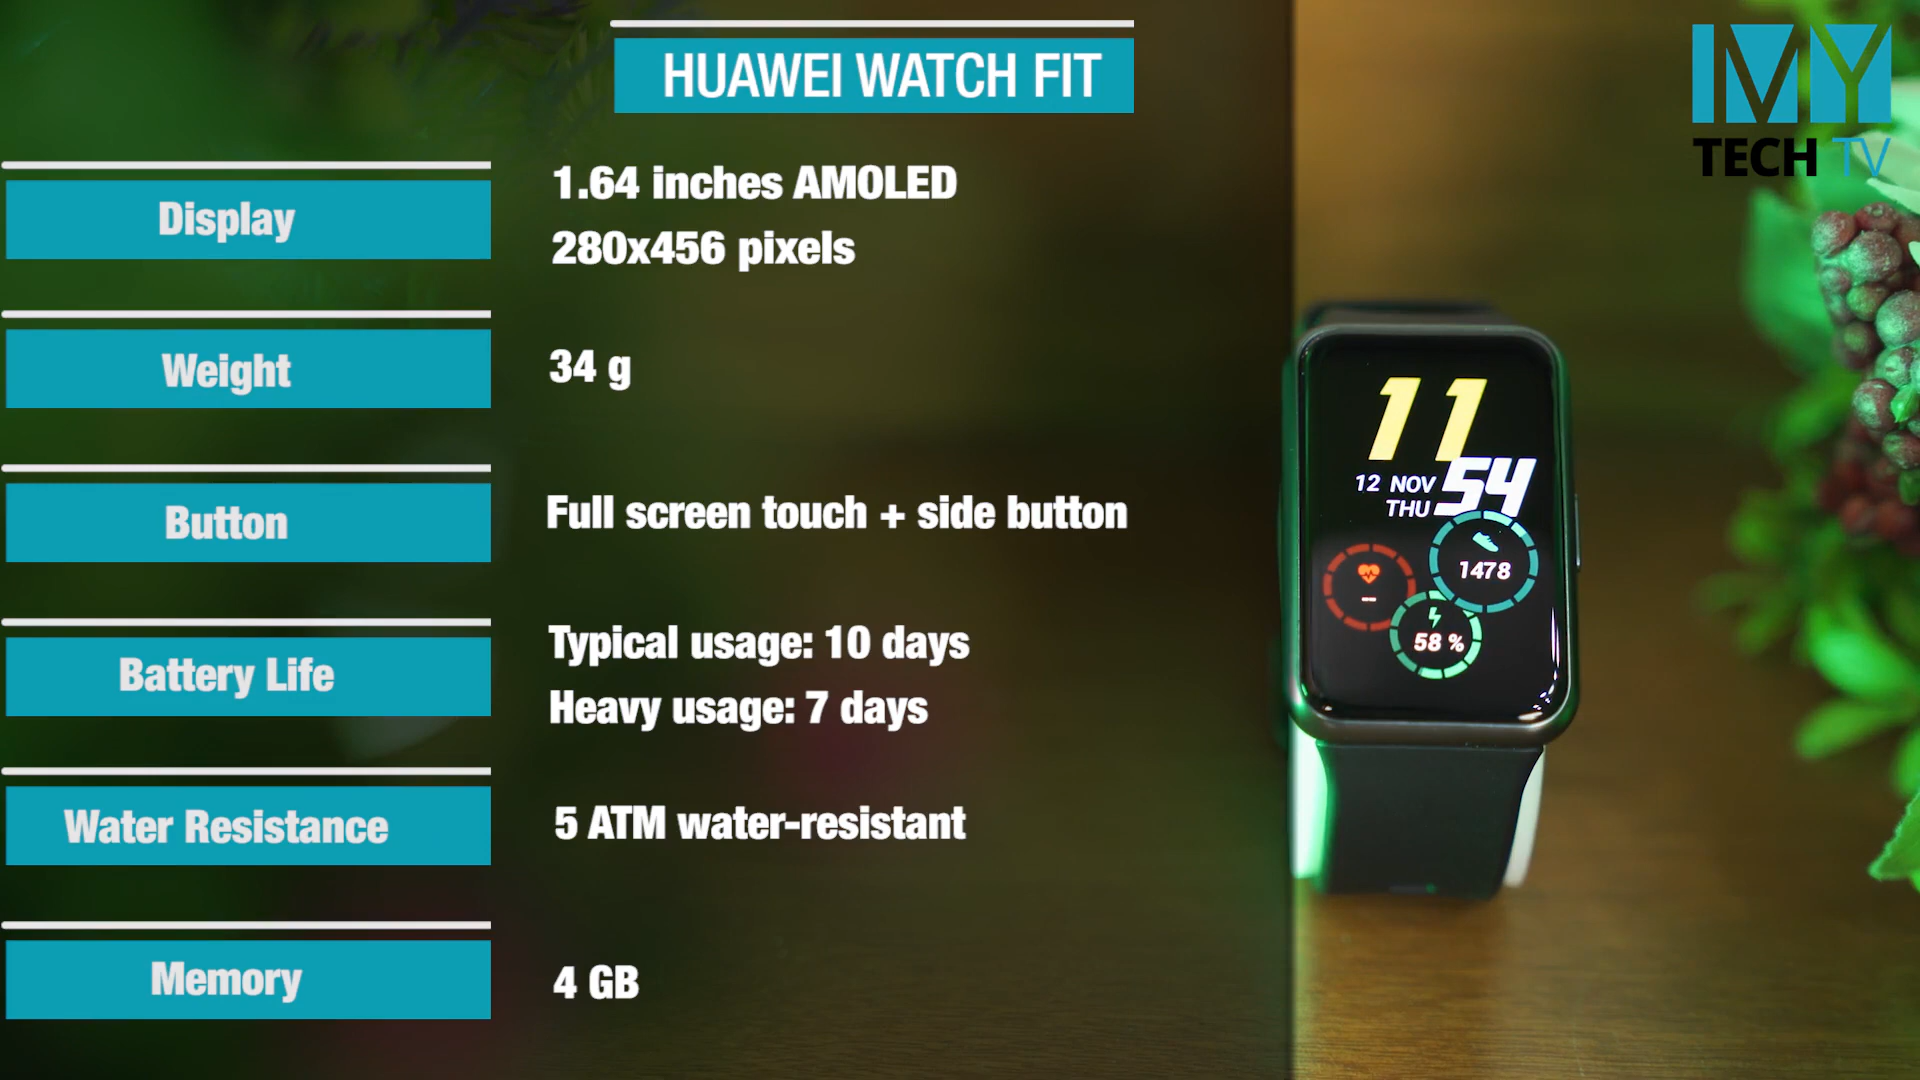 HUAWEI WATCH FIT
IVY
TECH TV
Display
1.64 inches AMOLED
280x456 pixels
Weight
34 g
Button
Full screen touch + side button
Battery Life
Typical usage: 10 days
Heavy usage: 7 days
Water Resistance
5 ATM water-resistant
Memory
4 GB
11
54
12 NOV
THU
1478
--
58 %